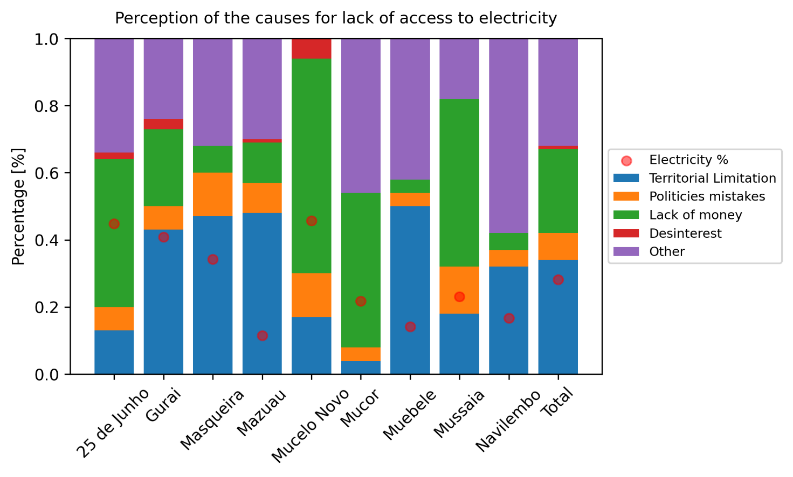 Perception of the causes for lack of access to electricity
Percentage [%]
1.0
0.8
0.6
0.4
0.2
0.0
25 de Junho
Gurai
Masqueira
Mazuau
Mucelo Novo
Mucor
Muebele
Mussaia
Navilembo
Total
Electricity %
Territorial Limitation
Politicies mistakes
Lack of money
Desinterest
Other